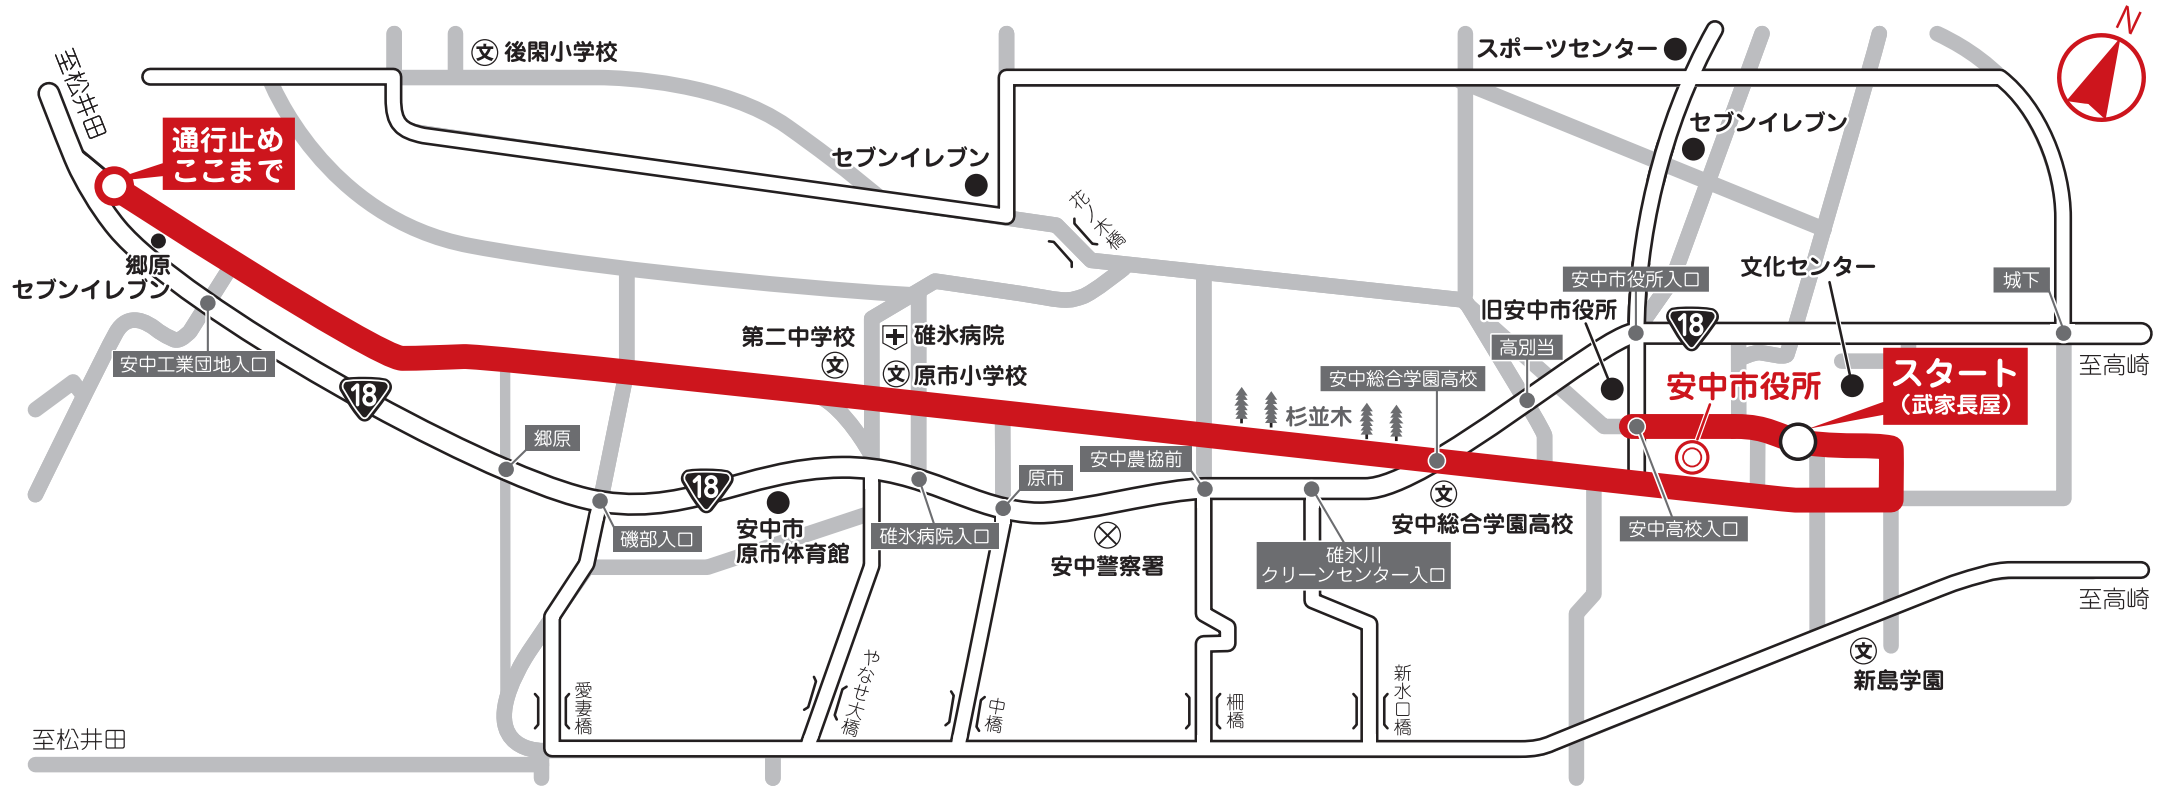 N
至松井田
後閑小学校
文
スポーツセンター
通行止め
ここまで
セブンイレブン
セブンイレブン
花ノ木橋
郷原
セブンイレブン
安中工業団地入口
18
第二中学校
文
碓氷病院
文
原市小学校
安中市役所入口
旧安中市役所
文化センター
18
城下
至高崎
高別当
安中総合学園高校
杉並木
安中市役所
スタート
（武家長屋）
郷原
18
磯部入口
安中市
原市体育館
碓氷病院入口
原市
安中農協前
安中警察署
文
安中総合学園高校
碓氷川
クリーンセンター入口
安中高校入口
至高崎
文
新島学園
愛妻橋
やなせ大橋
中橋
柵橋
新水口橋
至松井田